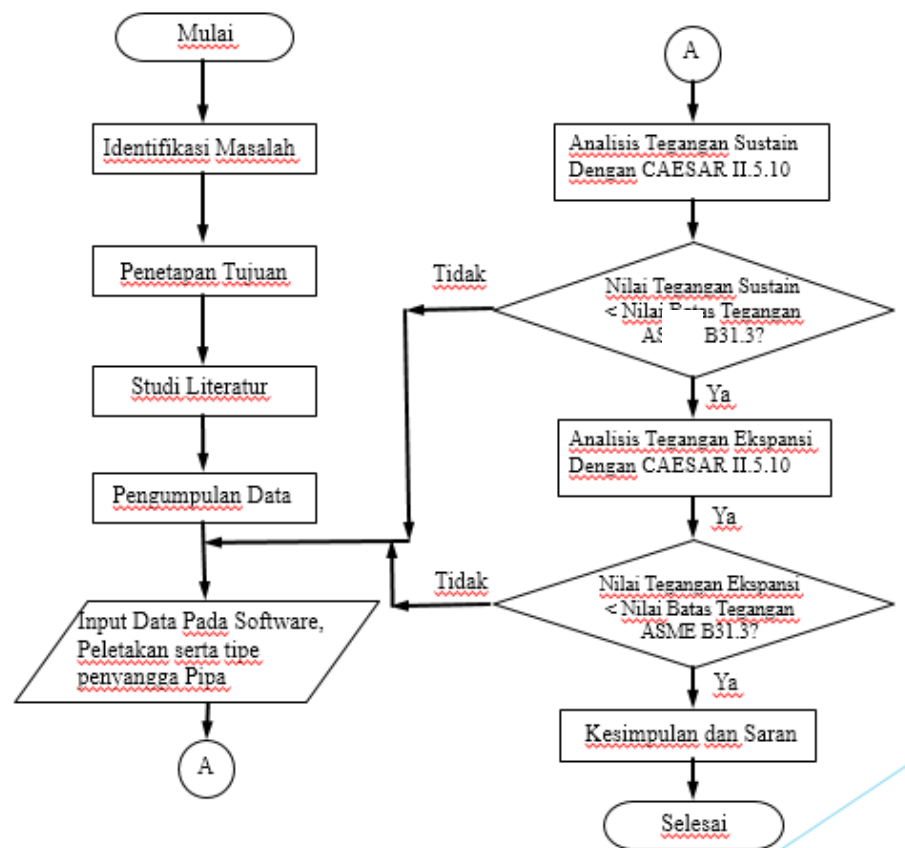 Mulai
Identifikasi Masalah
Penetapan Tujuan
Studi Literatur
Pengumpulan Data
Input Data Pada Software,
Peletakan serta tipe
penyangga Pipa
A
A
Analisis Tegangan Sustain
Dengan CAESAR II.5.10
Nilai Tegangan Sustain
< Nilai Tegangan
B31.3?
Tidak
Ya
Analisis Tegangan Ekspansi
Dengan CAESAR II.5.10
Ya
Nilai Tegangan Ekspansi
< Nilai Batas Tegangan
ASME B31.3?
Tidak
Ya
Kesimpulan dan Saran
Selesai